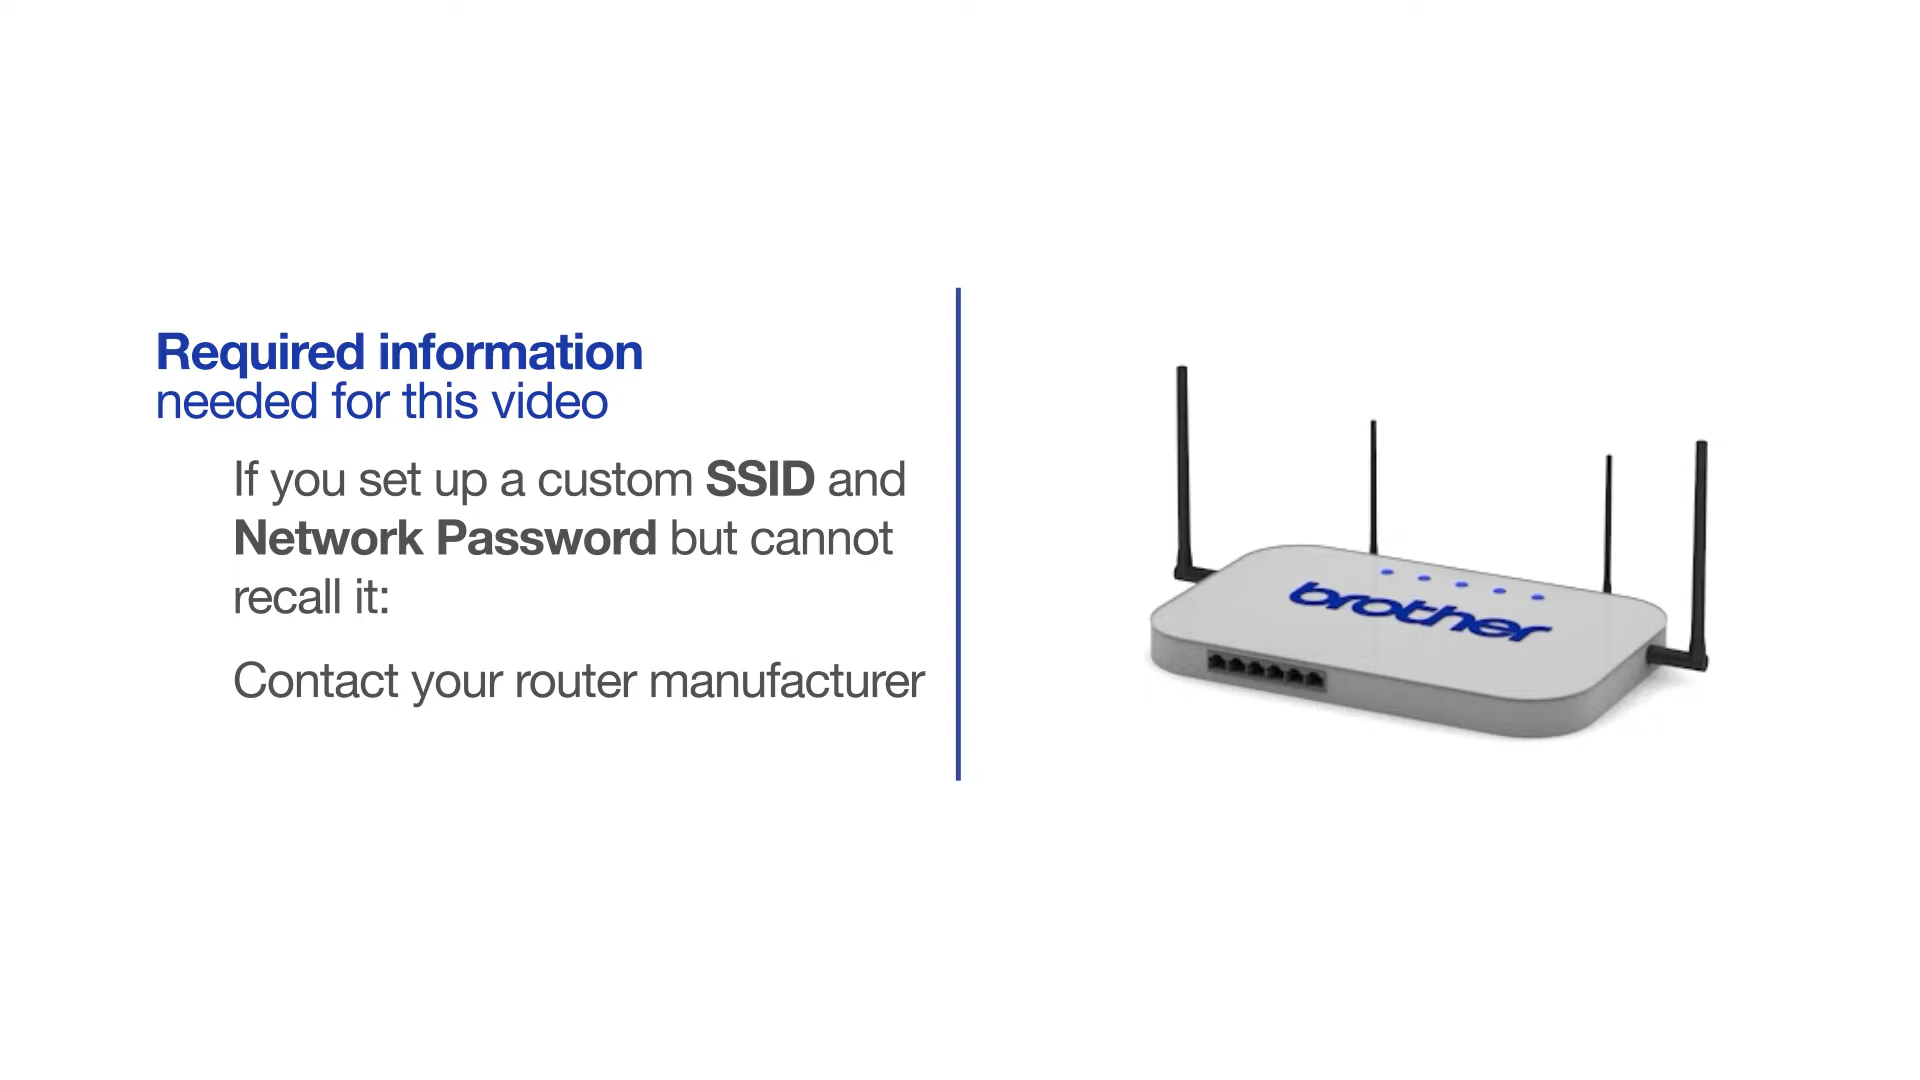 Required information
needed for this video
If you set up a custom SSID and
Network Password but cannot
recall it:
Contact your router manufacturer
brother